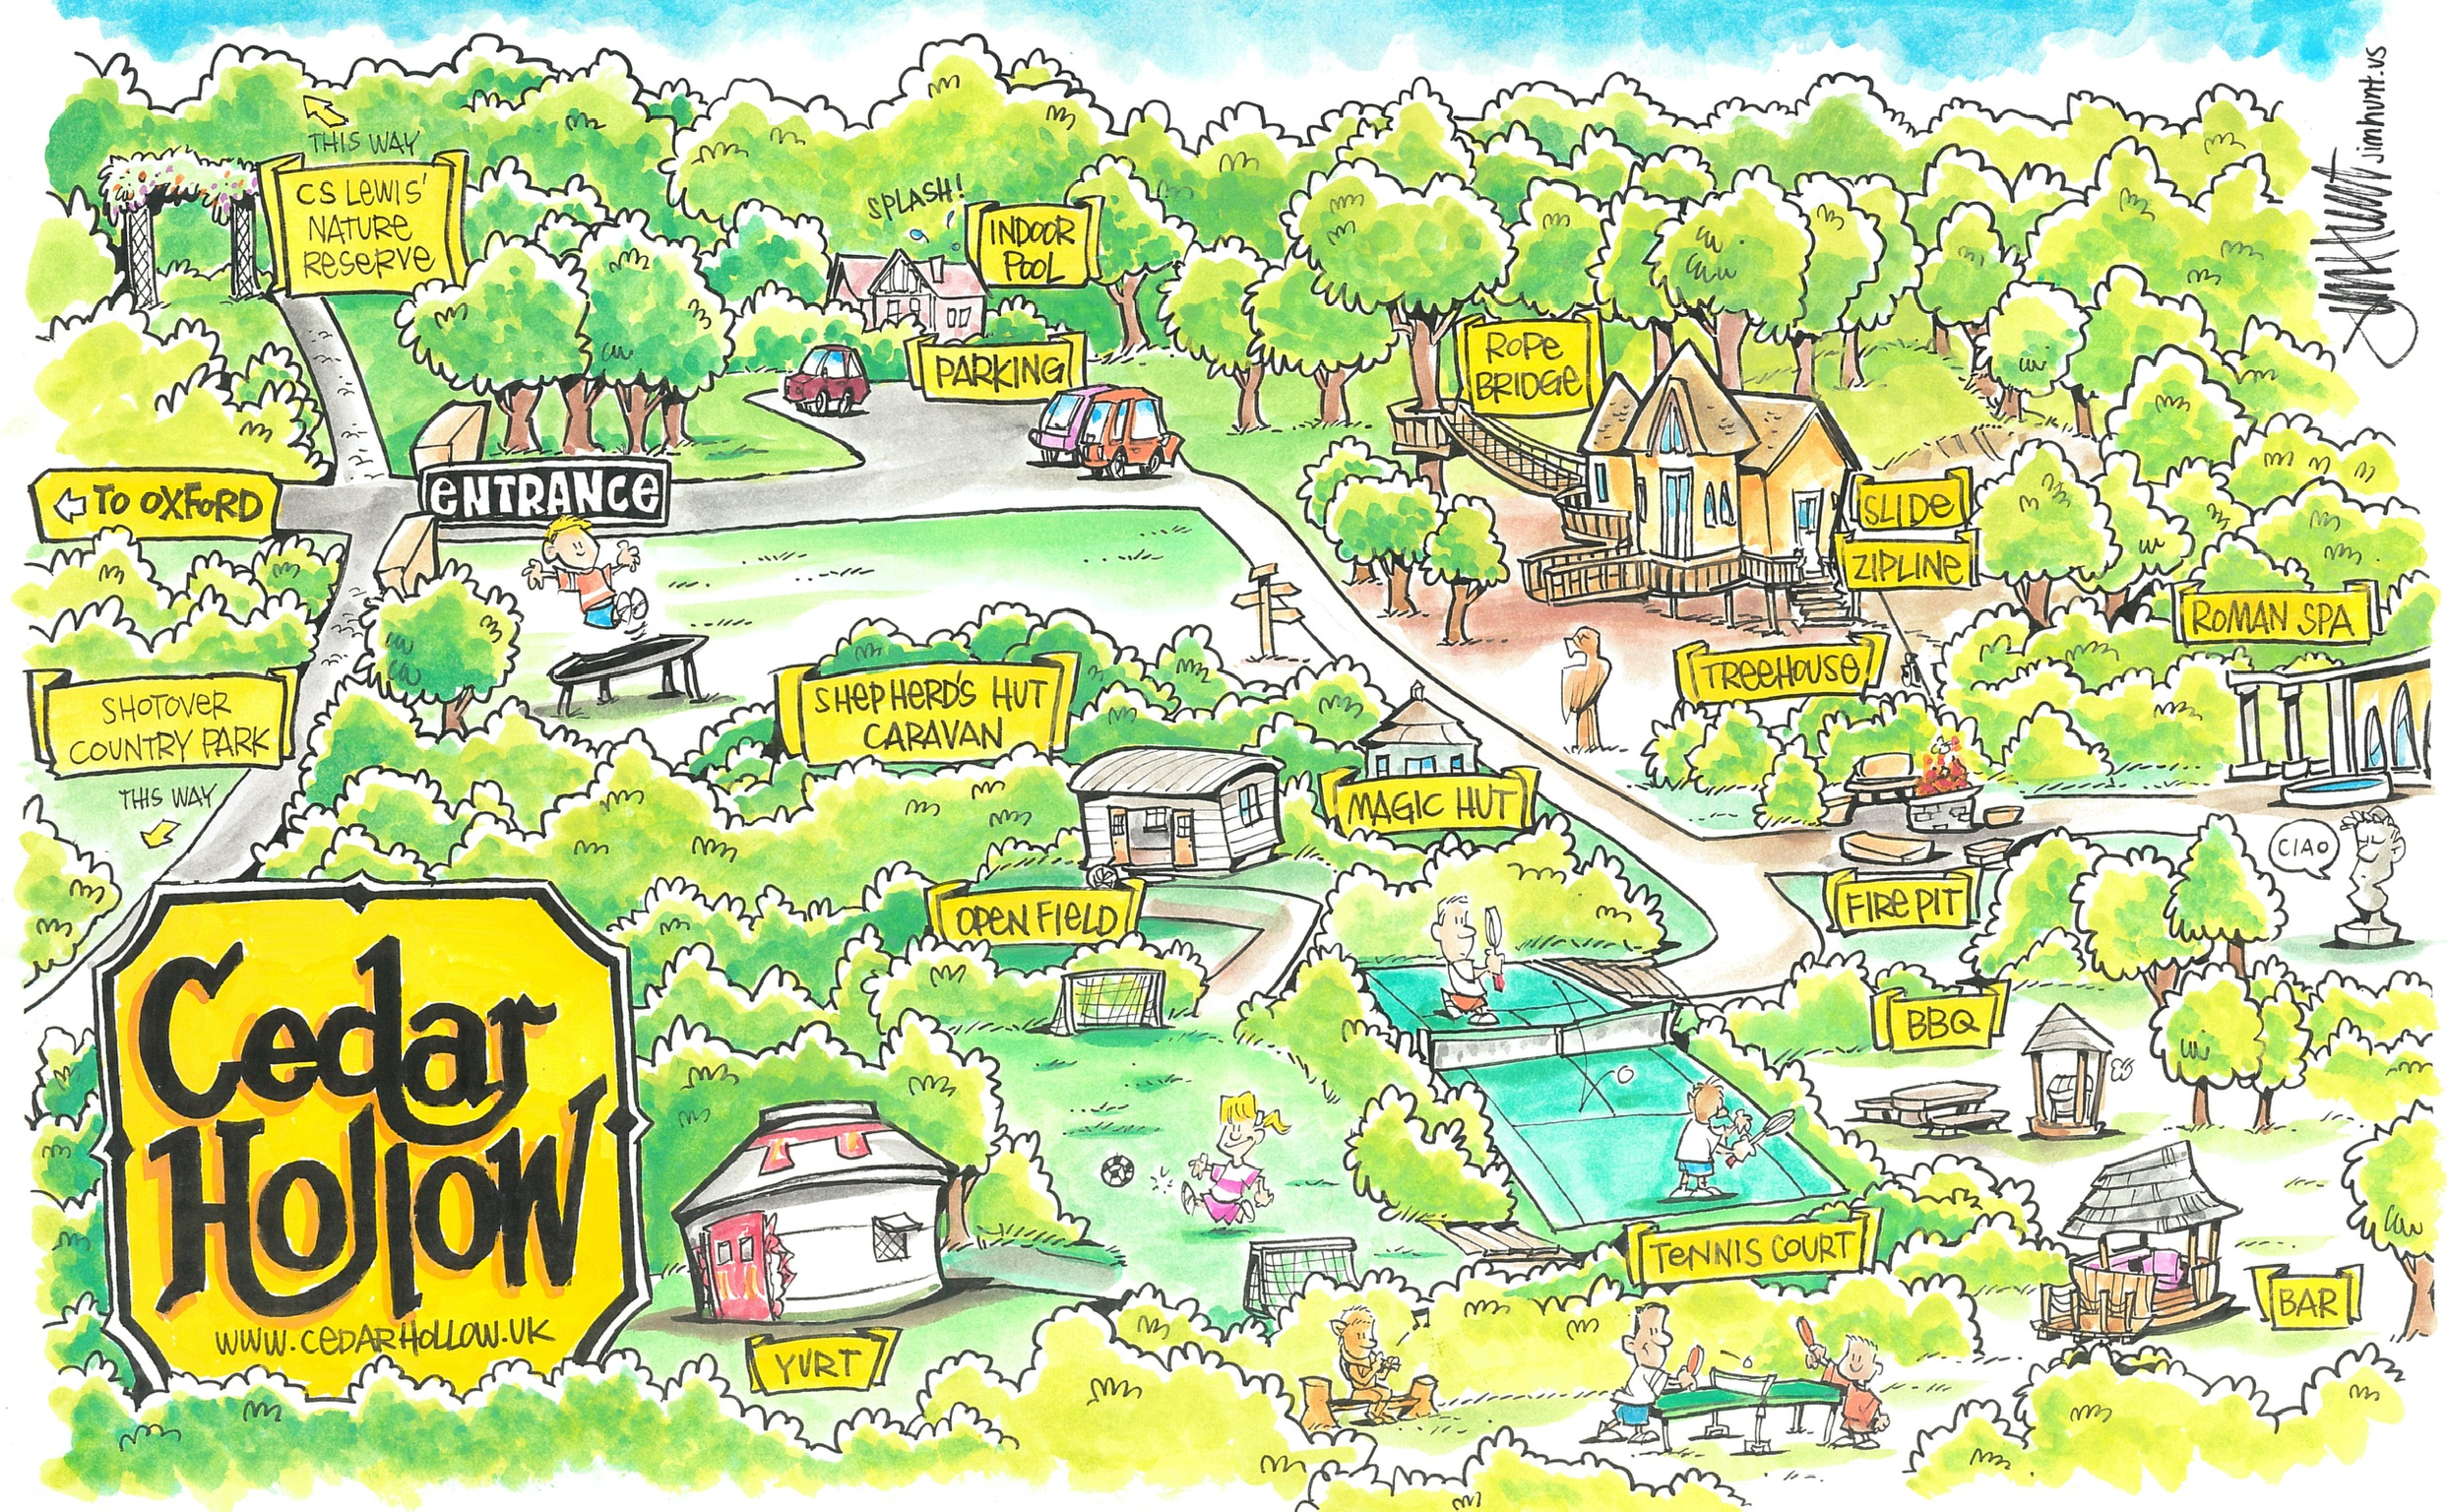 THIS WAY
CS LEWIS'
NATURE
RESERVE
SPLASH!
INDOOR
POOL
PARKING
ROPE
BRIDGE
Jim Hunt jimhunt.us
← TO OXFORD
ENTRANCE
SLIDE
ZIPLINE
ROMAN SPA
SHOTOVER
COUNTRY PARK
THIS WAY
SHEPHERD'S HUT
CARAVAN
TREEHOUSE
MAGIC HUT
CIAO
OPEN FIELD
FIRE PIT
BBQ
Cedar
Hollow
WWW.CEDARHOLLOW.UK
TENNIS COURT
BAR
YURT